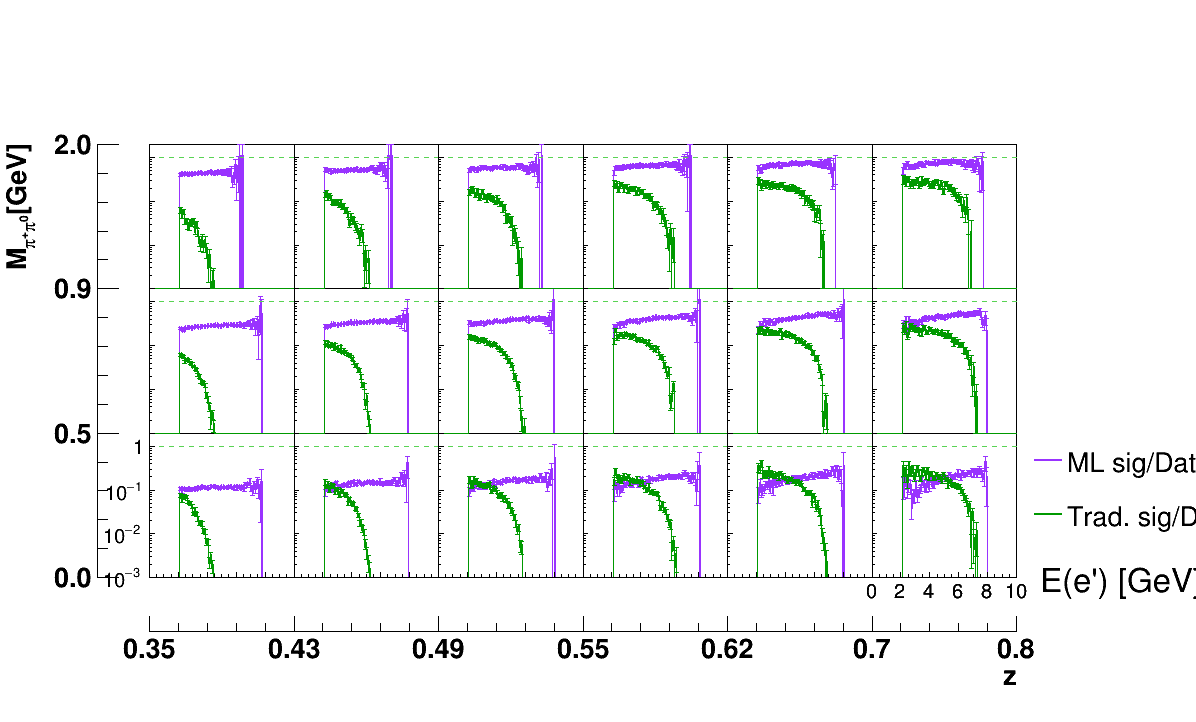 M_{π⁺π⁰}[GeV]
2.0
0.9
0.5
0.0
1
10⁻¹
10⁻²
10⁻³
ML sig/Dat
Trad. sig/D
E(e') [GeV]
0 2 4 6 8 10
0.35 0.43 0.49 0.55 0.62 0.7 0.8
z